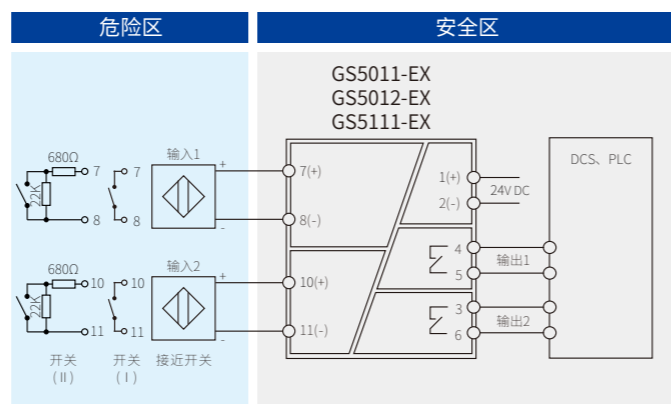 危险区
安全区
GS5011-EX
GS5012-EX
GS5111-EX
680Ω
7
7
22K
8
8
输入1
+
-
7(+)
8(-)
1(+)
2(-)
24V DC
DCS、PLC
4
5
输出1
680Ω
10
10
22K
11
11
输入2
+
-
10(+)
11(-)
3
6
输出2
开关
(II)
开关
(I)
接近开关